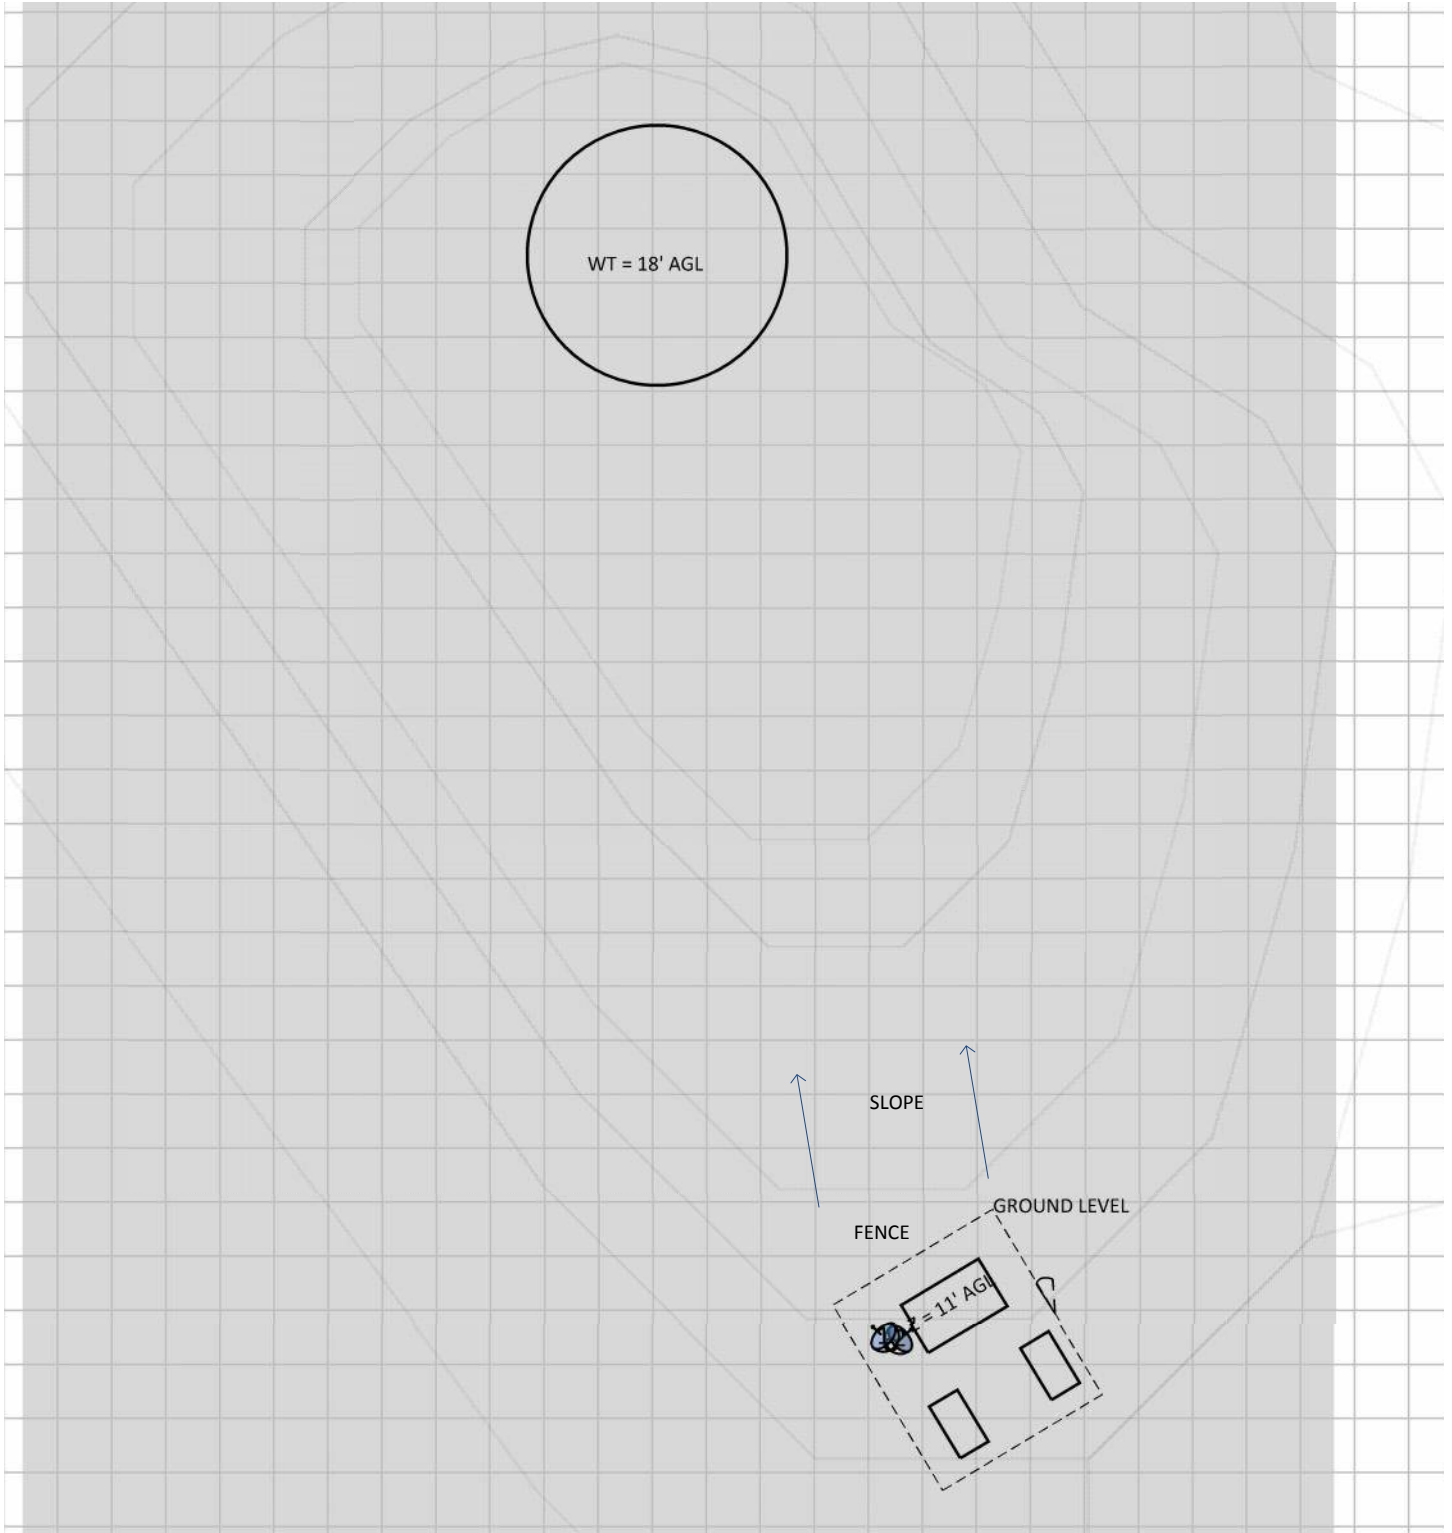 WT = 18' AGL
SLOPE
GROUND LEVEL
FENCE
= 11' AGL